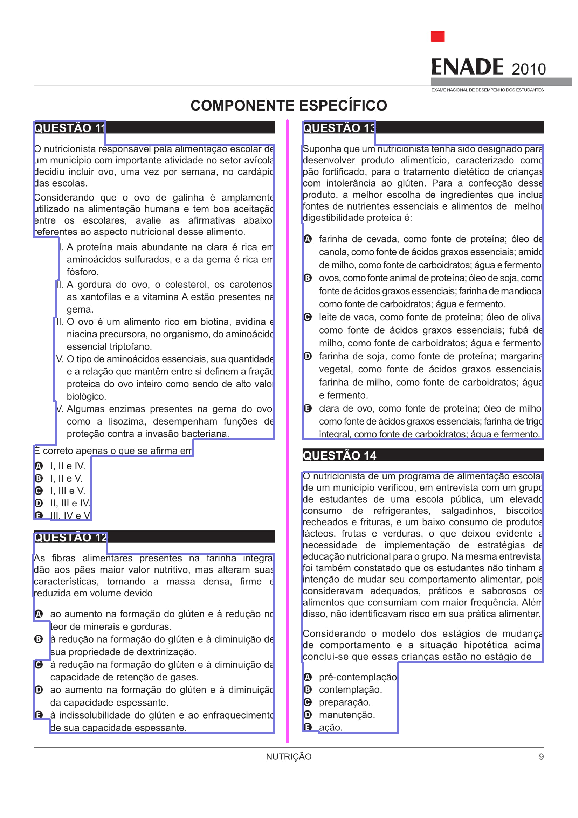 ENADE 2010
EXAME NACIONAL DE DESEMPENHO DOS ESTUDANTES
COMPONENTE ESPECÍFICO
QUESTÃO 11
O nutricionista responsável pela alimentação escolar de
um município com importante atividade no setor avícola
decidiu incluir ovo, uma vez por semana, no cardápio
das escolas.
Considerando que o ovo de galinha é amplamente
utilizado na alimentação humana e tem boa aceitação
entre os escolares, avalie as afirmativas abaixo,
referentes ao aspecto nutricional desse alimento.
I. A proteína mais abundante na clara é rica em
aminoácidos sulfurados, e a da gema é rica em
fósforo.
II. A gordura do ovo, o colesterol, os carotenos,
as xantofilas e a vitamina A estão presentes na
gema.
III. O ovo é um alimento rico em biotina, avidina e
niacina precursora, no organismo, do aminoácido
essencial triptofano.
IV. O tipo de aminoácidos essenciais, sua quantidade
e a relação que mantêm entre si definem a fração
proteica do ovo inteiro como sendo de alto valor
biológico.
V. Algumas enzimas presentes na gema do ovo,
como a lisozima, desempenham funções de
proteção contra a invasão bacteriana.
É correto apenas o que se afirma em
A I, II e IV.
B I, II e V.
C I, III e V.
D II, III e IV.
E III, IV e V.
QUESTÃO 12
As fibras alimentares presentes na farinha integral
dão aos pães maior valor nutritivo, mas alteram suas
características, tornando a massa densa, firme e
reduzida em volume devido
A ao aumento na formação do glúten e à redução no
teor de minerais e gorduras.
B à redução na formação do glúten e à diminuição de
sua propriedade de dextrinização.
C à redução na formação do glúten e à diminuição da
capacidade de retenção de gases.
D ao aumento na formação do glúten e à diminuição
da capacidade espessante.
E à indissolubilidade do glúten e ao enfraquecimento
de sua capacidade espessante.
QUESTÃO 13
Suponha que um nutricionista tenha sido designado para
desenvolver produto alimentício, caracterizado como
pão fortificado, para o tratamento dietético de crianças
com intolerância ao glúten. Para a confecção desse
produto, a melhor escolha de ingredientes que inclua
fontes de nutrientes essenciais e alimentos de melhor
digestibilidade proteica é:
A farinha de cevada, como fonte de proteína; óleo de
canola, como fonte de ácidos graxos essenciais; amido
de milho, como fonte de carboidratos; água e fermento.
B ovos, como fonte animal de proteína; óleo de soja, como
fonte de ácidos graxos essenciais; farinha de mandioca,
como fonte de carboidratos; água e fermento.
C leite de vaca, como fonte de proteína; óleo de oliva,
como fonte de ácidos graxos essenciais; fubá de
milho, como fonte de carboidratos; água e fermento.
D farinha de soja, como fonte de proteína; margarina
vegetal, como fonte de ácidos graxos essenciais;
farinha de milho, como fonte de carboidratos; água
e fermento.
E clara de ovo, como fonte de proteína; óleo de milho,
como fonte de ácidos graxos essenciais; farinha de trigo
integral, como fonte de carboidratos; água e fermento.
QUESTÃO 14
O nutricionista de um programa de alimentação escolar
de um município verificou, em entrevista com um grupo
de estudantes de uma escola pública, um elevado
consumo de refrigerantes, salgadinhos, biscoitos
recheados e frituras, e um baixo consumo de produtos
lácteos, frutas e verduras, o que deixou evidente a
necessidade de implementação de estratégias de
educação nutricional para o grupo. Na mesma entrevista,
foi também constatado que os estudantes não tinham a
intenção de mudar seu comportamento alimentar, pois
consideravam adequados, práticos e saborosos os
alimentos que consumiam com maior frequência. Além
disso, não identificavam risco em sua prática alimentar.
Considerando o modelo dos estágios de mudança
de comportamento e a situação hipotética acima,
conclui-se que essas crianças estão no estágio de
A pré-contemplação.
B contemplação.
C preparação.
D manutenção.
E ação.
NUTRIÇÃO
9